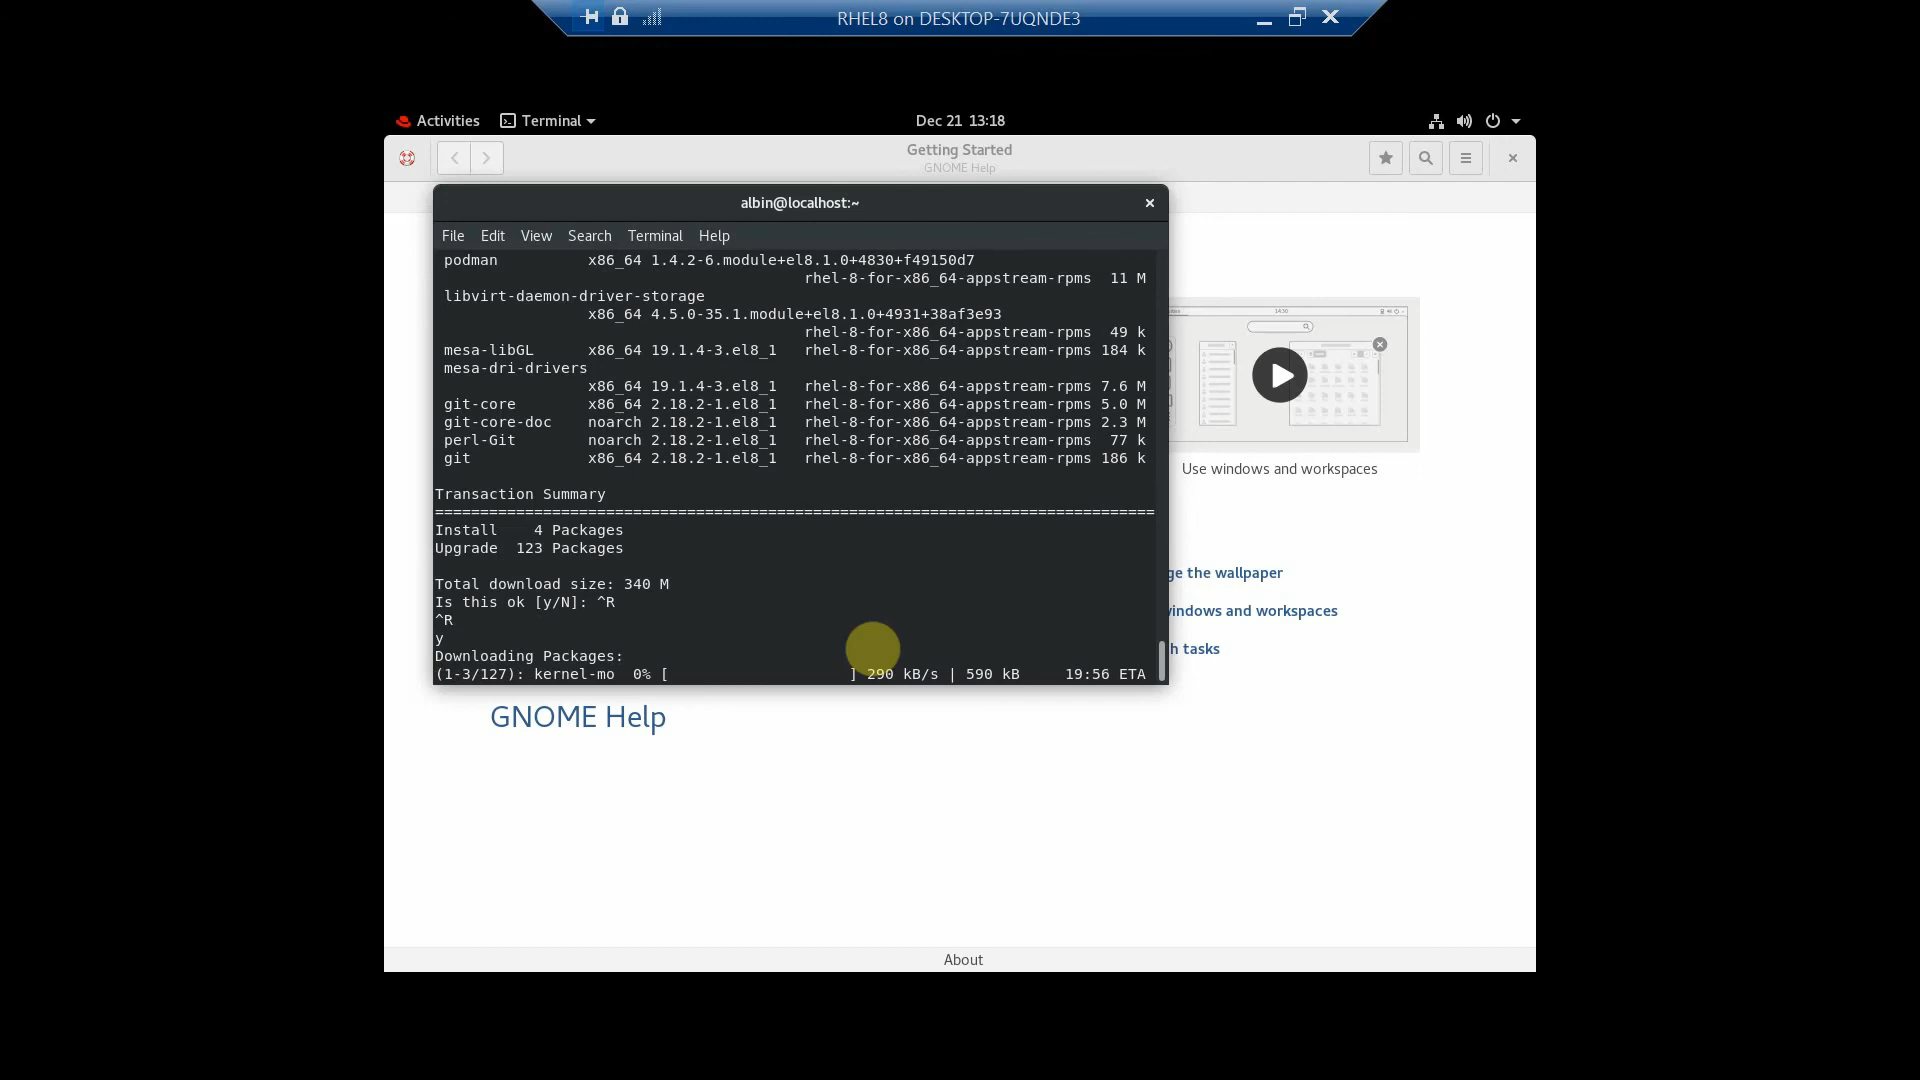 RHEL8 on DESKTOP-7UQNDE3
Activities Terminal Dec 21 13:18
Getting Started
GNOME Help
albin@localhost:~
File Edit View Search Terminal Help
podman x86_64 1.4.2-6.module+el8.1.0+4830+f49150d7
rhel-8-for-x86_64-appstream-rpms 11 M
libvirt-daemon-driver-storage
x86_64 4.5.0-35.1.module+el8.1.0+4931+38af3e93
rhel-8-for-x86_64-appstream-rpms 49 k
mesa-libGL x86_64 19.1.4-3.el8_1 rhel-8-for-x86_64-appstream-rpms 184 k
mesa-dri-drivers
x86_64 19.1.4-3.el8_1 rhel-8-for-x86_64-appstream-rpms 7.6 M
git-core x86_64 2.18.2-1.el8_1 rhel-8-for-x86_64-appstream-rpms 5.0 M
git-core-doc noarch 2.18.2-1.el8_1 rhel-8-for-x86_64-appstream-rpms 2.3 M
perl-Git noarch 2.18.2-1.el8_1 rhel-8-for-x86_64-appstream-rpms 77 k
git x86_64 2.18.2-1.el8_1 rhel-8-for-x86_64-appstream-rpms 186 k
Transaction Summary
================================================================================
Install 4 Packages
Upgrade 123 Packages
Total download size: 340 M
Is this ok [y/N]: ^R
^R
y
Downloading Packages:
(1-3/127): kernel-mo 0% [ ] 290 kB/s | 590 kB 19:56 ETA
14:30
Use windows and workspaces
ge the wallpaper
windows and workspaces
h tasks
GNOME Help
About